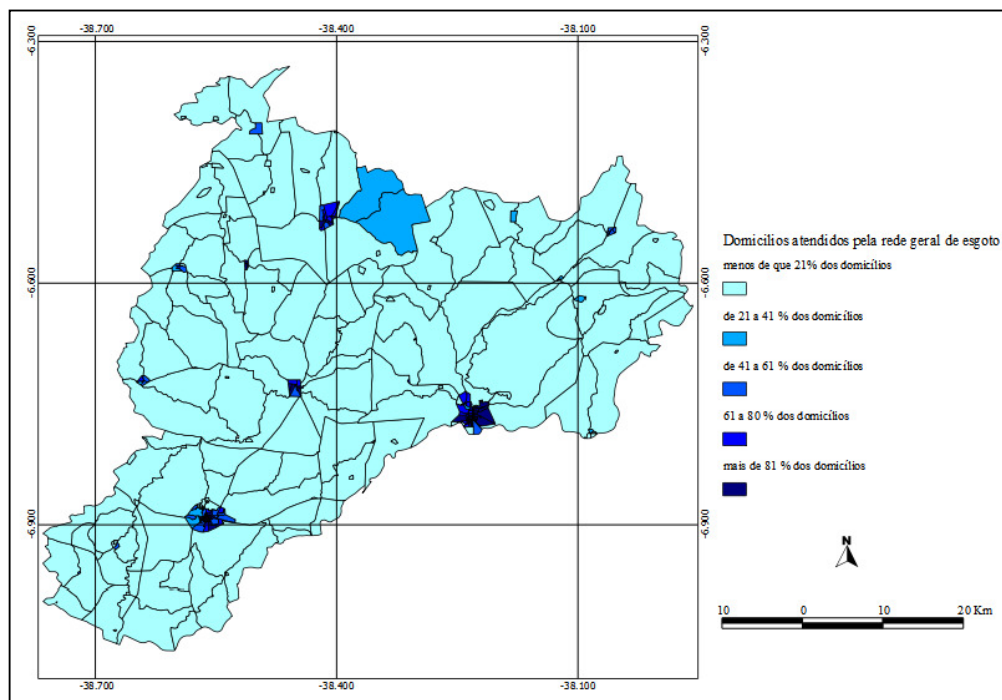 -38.700 -38.400 -38.100
-6.300 -6.300
-6.600 -6.600
-6.900 -6.900
-38.700 -38.400 -38.100
Domicílios atendidos pela rede geral de esgoto
menos de que 21% dos domicílios
de 21 a 41 % dos domicílios
de 41 a 61 % dos domicílios
61 a 80 % dos domicílios
mais de 81 % dos domicílios
N
10 0 10 20 Km